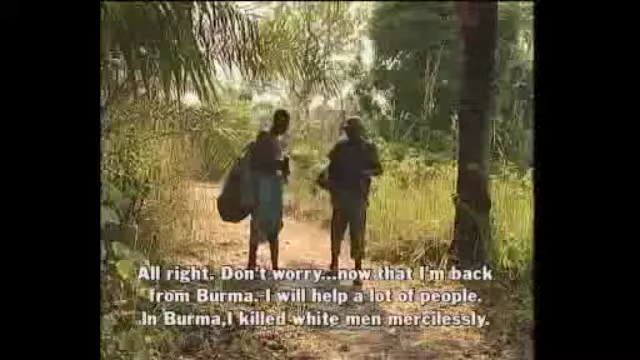 All right. Don't worry...now that I'm back
from Burma. I will help a lot of people.
In Burma,I killed white men mercilessly.